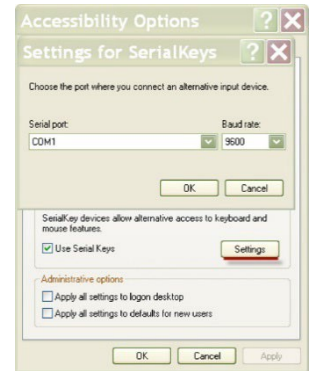 Accessibility Options
Settings for SerialKeys
Choose the port where you connect an alternative input device.
Serial port: Baud rate:
COM1 9600
OK Cancel
SerialKey devices allow alternative access to keyboard and
mouse features.
Use Serial Keys Settings
Administrative options
Apply all settings to logon desktop
Apply all settings to defaults for new users
OK Cancel Apply